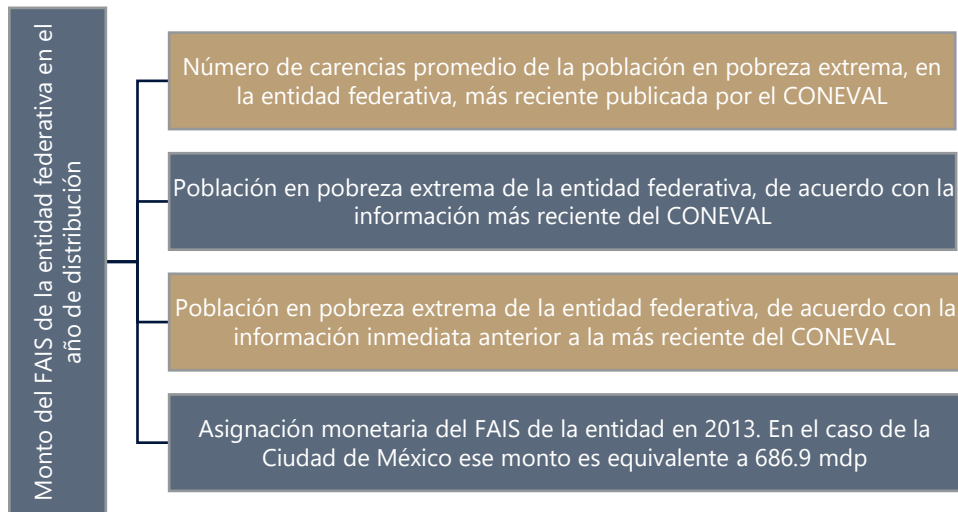 Monto del FAIS de la entidad federativa en el
año de distribución
Número de carencias promedio de la población en pobreza extrema, en
la entidad federativa, más reciente publicada por el CONEVAL
Población en pobreza extrema de la entidad federativa, de acuerdo con la
información más reciente del CONEVAL
Población en pobreza extrema de la entidad federativa, de acuerdo con la
información inmediata anterior a la más reciente del CONEVAL
Asignación monetaria del FAIS de la entidad en 2013. En el caso de la
Ciudad de México ese monto es equivalente a 686.9 mdp